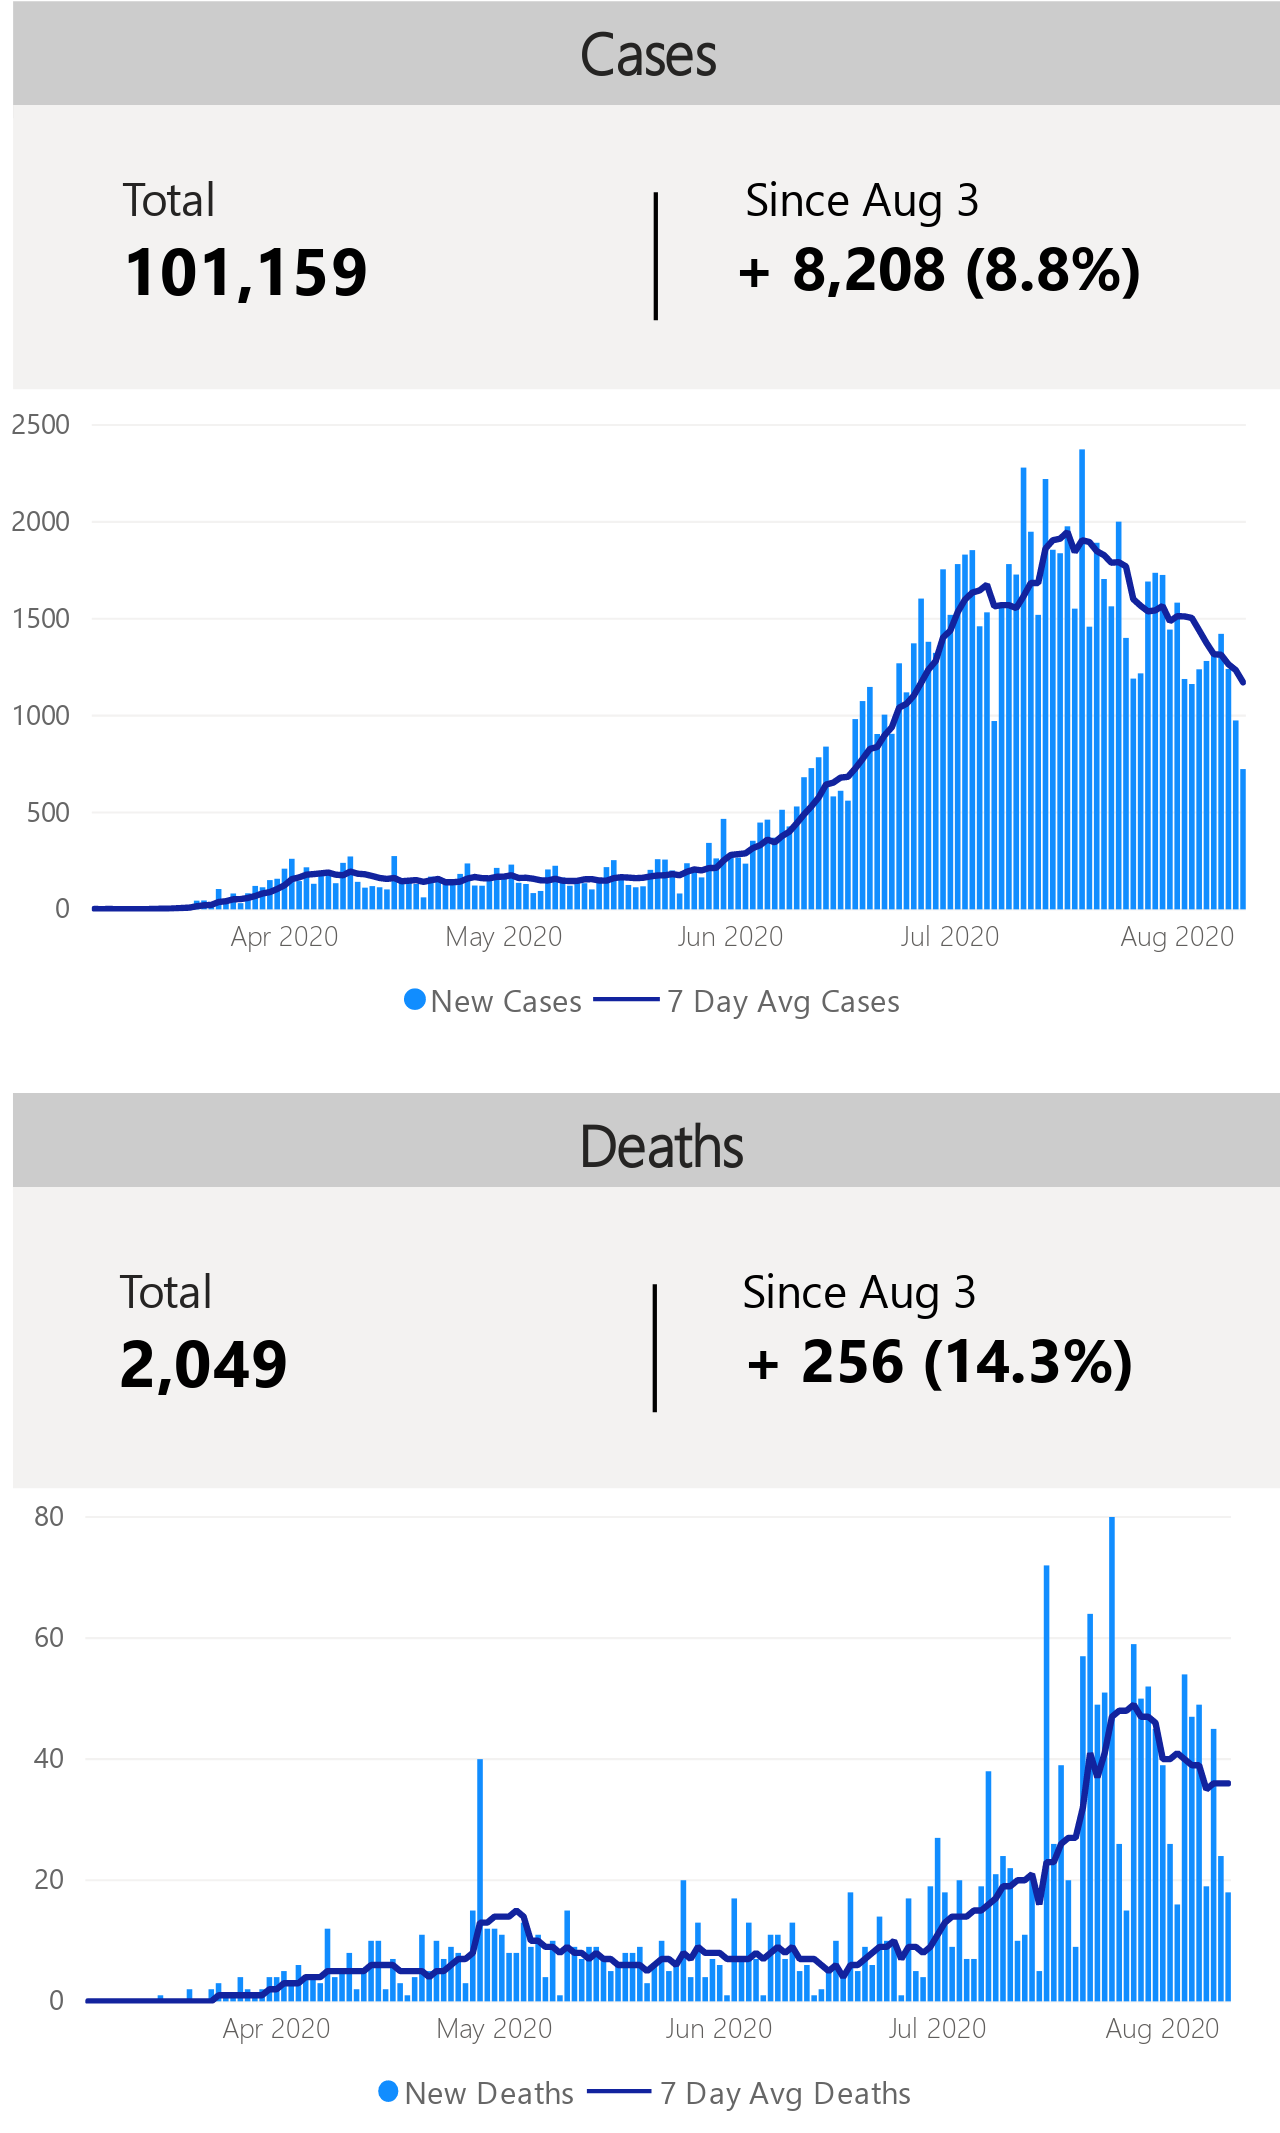 Cases
Total
Since Aug 3
101,159
+ 8,208 (8.8%)
2500
2000
1500
1000
500
0
Apr 2020 May 2020 Jun 2020 Jul 2020 Aug 2020
New Cases 7 Day Avg Cases
Deaths
Total
Since Aug 3
2,049
+ 256 (14.3%)
80
60
40
20
0
Apr 2020 May 2020 Jun 2020 Jul 2020 Aug 2020
New Deaths 7 Day Avg Deaths